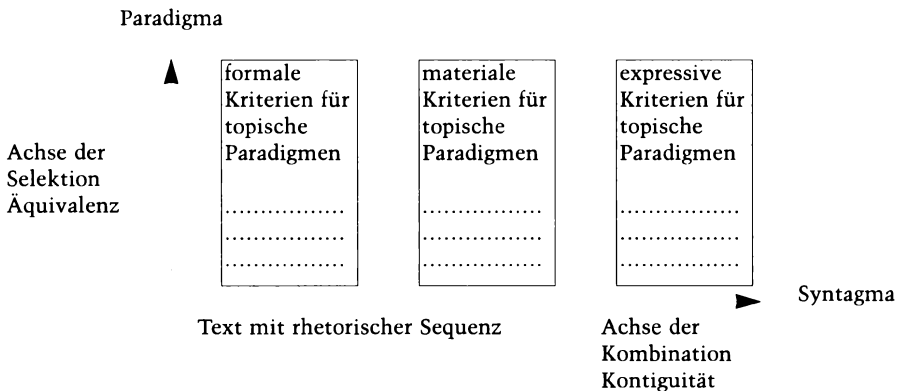 Paradigma
Achse der
Selektion
Äquivalenz
formale
Kriterien für
topische
Paradigmen
.................
.................
.................
materiale
Kriterien für
topische
Paradigmen
.................
.................
.................
expressive
Kriterien für
topische
Paradigmen
.................
.................
.................
Syntagma
Text mit rhetorischer Sequenz
Achse der
Kombination
Kontiguität